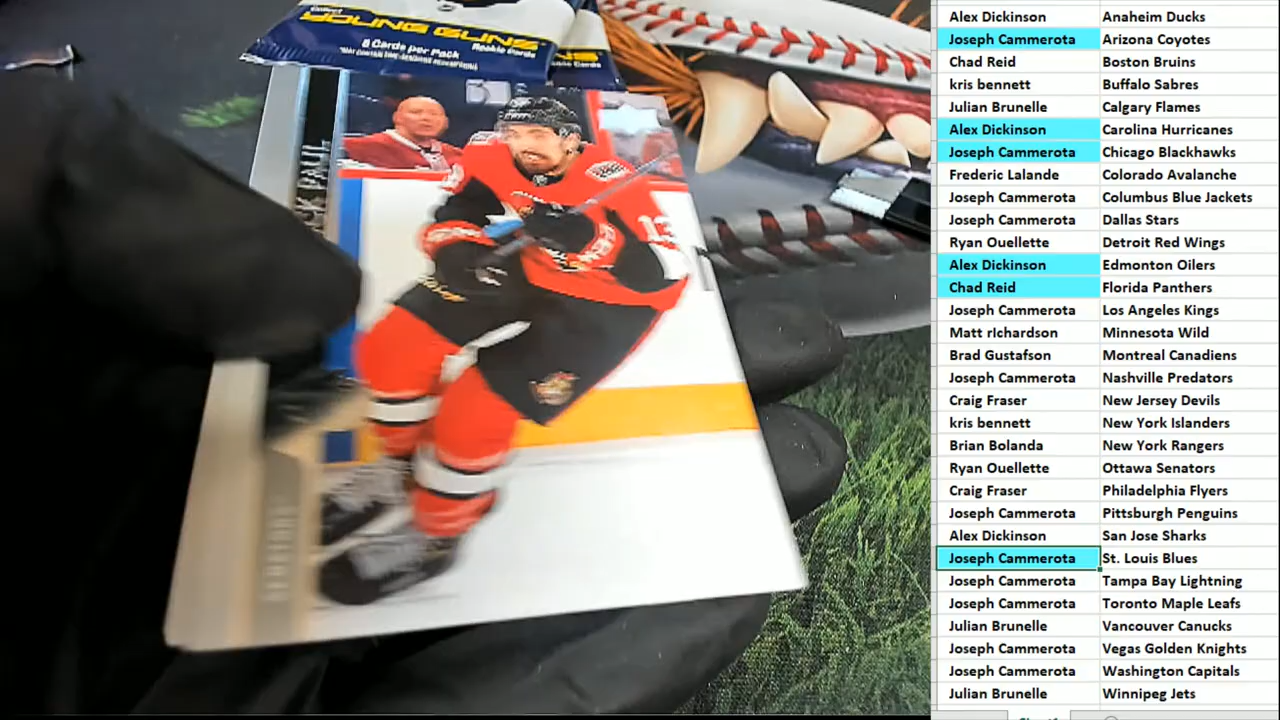 Collect
YOUNG GUNS
Rookie Cards
8 Cards per Pack
13
Alex Dickinson Anaheim Ducks
Joseph Cammerota Arizona Coyotes
Chad Reid Boston Bruins
kris bennett Buffalo Sabres
Julian Brunelle Calgary Flames
Alex Dickinson Carolina Hurricanes
Joseph Cammerota Chicago Blackhawks
Frederic Lalande Colorado Avalanche
Joseph Cammerota Columbus Blue Jackets
Joseph Cammerota Dallas Stars
Ryan Ouellette Detroit Red Wings
Alex Dickinson Edmonton Oilers
Chad Reid Florida Panthers
Joseph Cammerota Los Angeles Kings
Matt rIchardson Minnesota Wild
Brad Gustafson Montreal Canadiens
Joseph Cammerota Nashville Predators
Craig Fraser New Jersey Devils
kris bennett New York Islanders
Brian Bolanda New York Rangers
Ryan Ouellette Ottawa Senators
Craig Fraser Philadelphia Flyers
Joseph Cammerota Pittsburgh Penguins
Alex Dickinson San Jose Sharks
Joseph Cammerota St. Louis Blues
Joseph Cammerota Tampa Bay Lightning
Joseph Cammerota Toronto Maple Leafs
Julian Brunelle Vancouver Canucks
Joseph Cammerota Vegas Golden Knights
Joseph Cammerota Washington Capitals
Julian Brunelle Winnipeg Jets